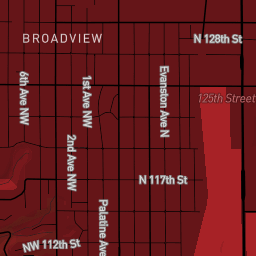 BROADVIEW
N 128th St
6th Ave NW
1st Ave NW
Evanston Ave N
125th Street
2nd Ave NW
N 117th St
Palatine Ave
NW 112th St